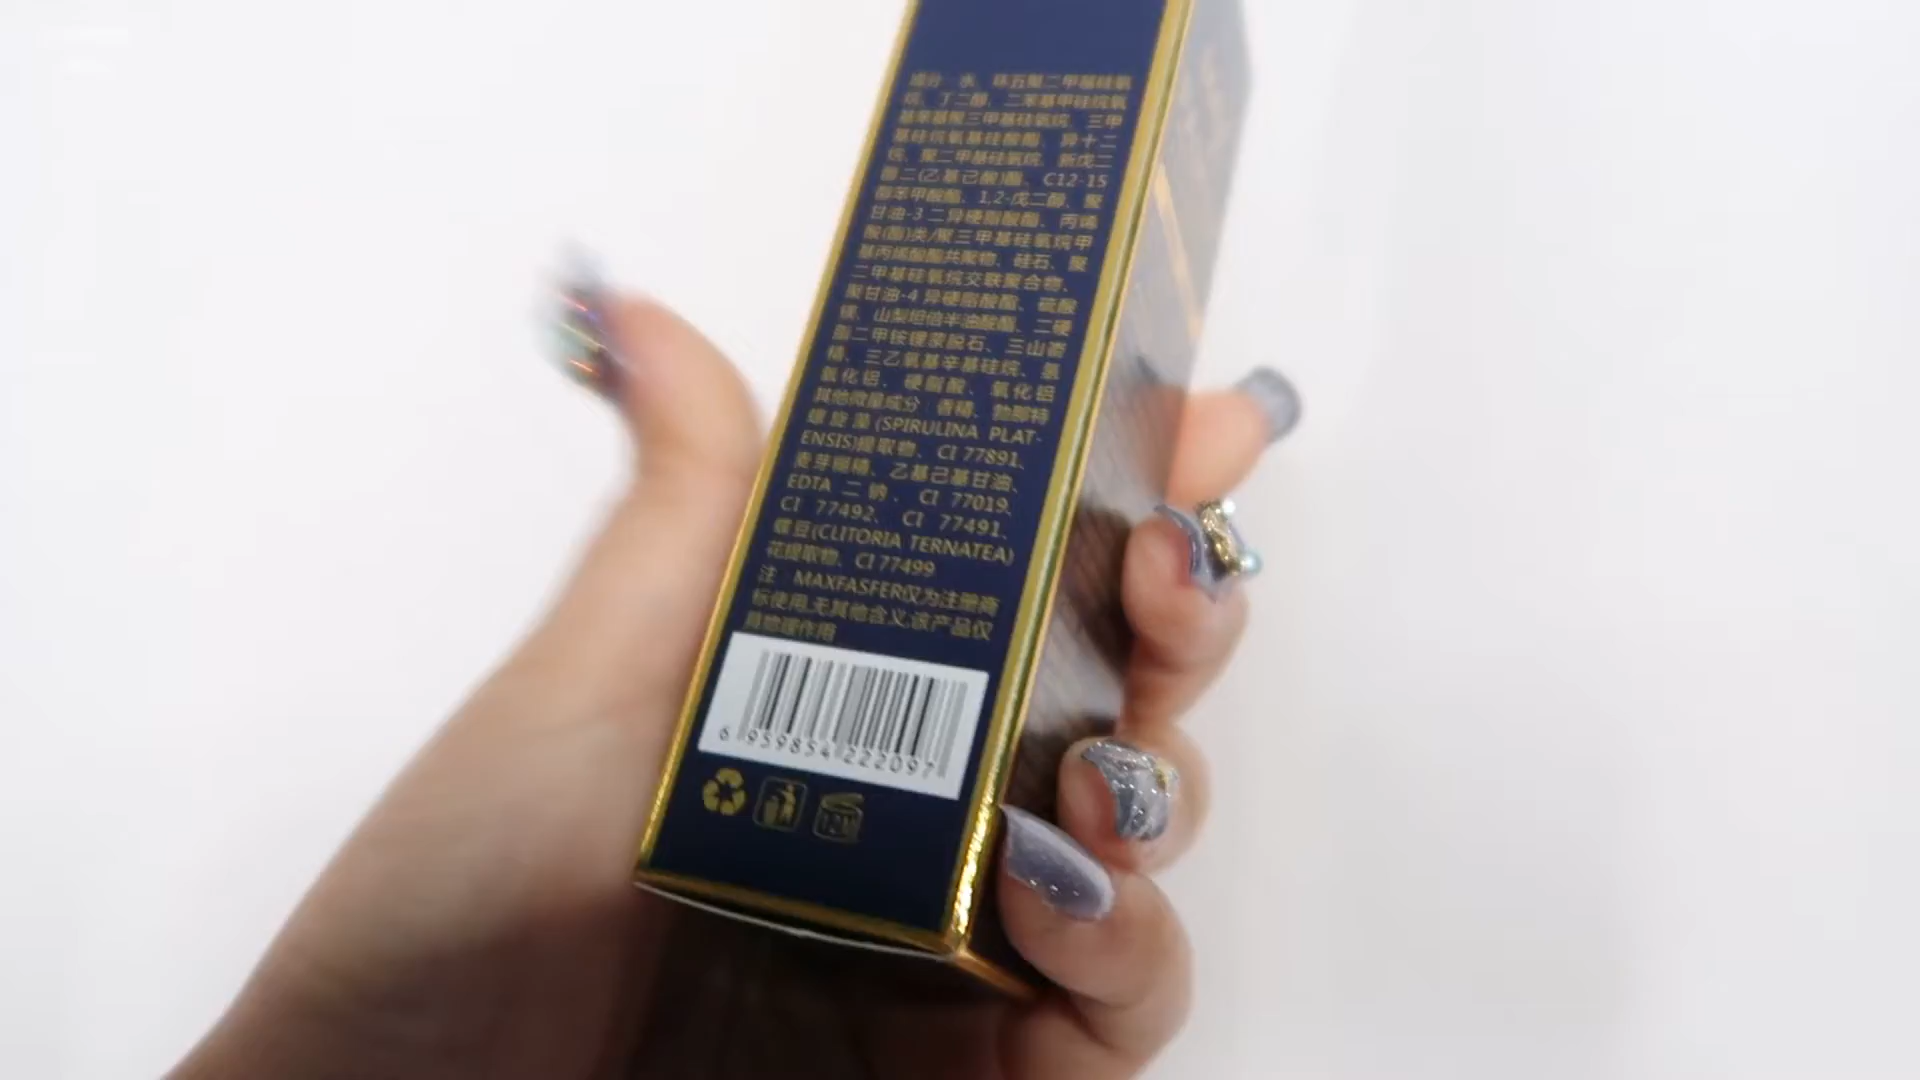 成分：水、环五聚二甲基硅氧
烷、丁二醇、二苯基甲硅烷氧
基苯基聚三甲基硅氧烷、三甲
基硅烷氧基硅酸酯、异十二
烷、聚二甲基硅氧烷、新戊二
醇二(乙基己酸)酯、C12-15
醇苯甲酸酯、1,2-戊二醇、聚
甘油-3 二异硬脂酸酯、丙烯
酸(酯)类/聚三甲基硅氧烷甲
基丙烯酸酯共聚物、硅石、聚
二甲基硅氧烷交联聚合物、
聚甘油-4 异硬脂酸酯、硫酸
镁、山梨坦倍半油酸酯、二硬
脂二甲铵锂蒙脱石、三山嵛
精、三乙氧基辛基硅烷、氢
氧化铝、硬脂酸、氧化铝
其他微量成分：香精、钝顶
螺旋藻(SPIRULINA PLAT-
ENSIS)提取物、CI 77891、
麦芽糊精、乙基己基甘油、
EDTA 二钠、CI 77019、
CI 77492、CI 77491、
蝶豆(CLITORIA TERNATEA)
花提取物、CI 77499
注：MAXFASFER仅为注册商
标使用,无其他含义,该产品仅
具物理作用
6 959854 222097
12M